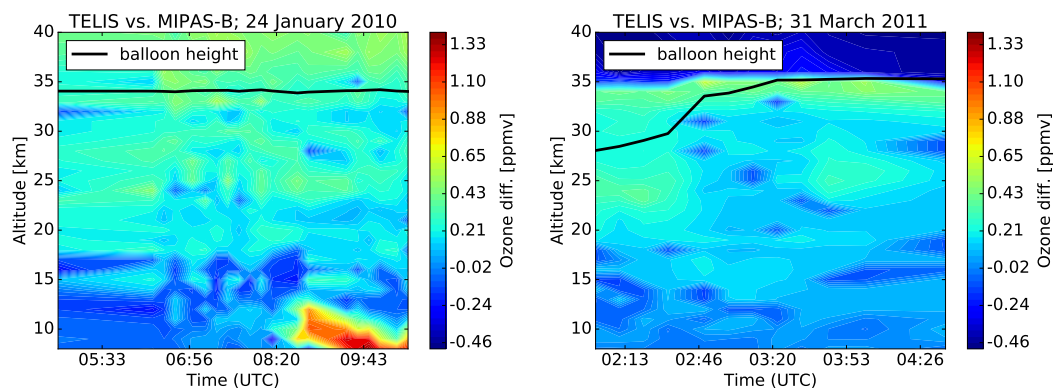 TELIS vs. MIPAS-B; 24 January 2010
balloon height
40
35
30
25
20
15
10
Altitude [km]
05:33 06:56 08:20 09:43
Time (UTC)
1.33
1.10
0.88
0.65
0.43
0.21
-0.02
-0.24
-0.46
Ozone diff. [ppmv]
TELIS vs. MIPAS-B; 31 March 2011
balloon height
40
35
30
25
20
15
10
Altitude [km]
02:13 02:46 03:20 03:53 04:26
Time (UTC)
1.33
1.10
0.88
0.65
0.43
0.21
-0.02
-0.24
-0.46
Ozone diff. [ppmv]